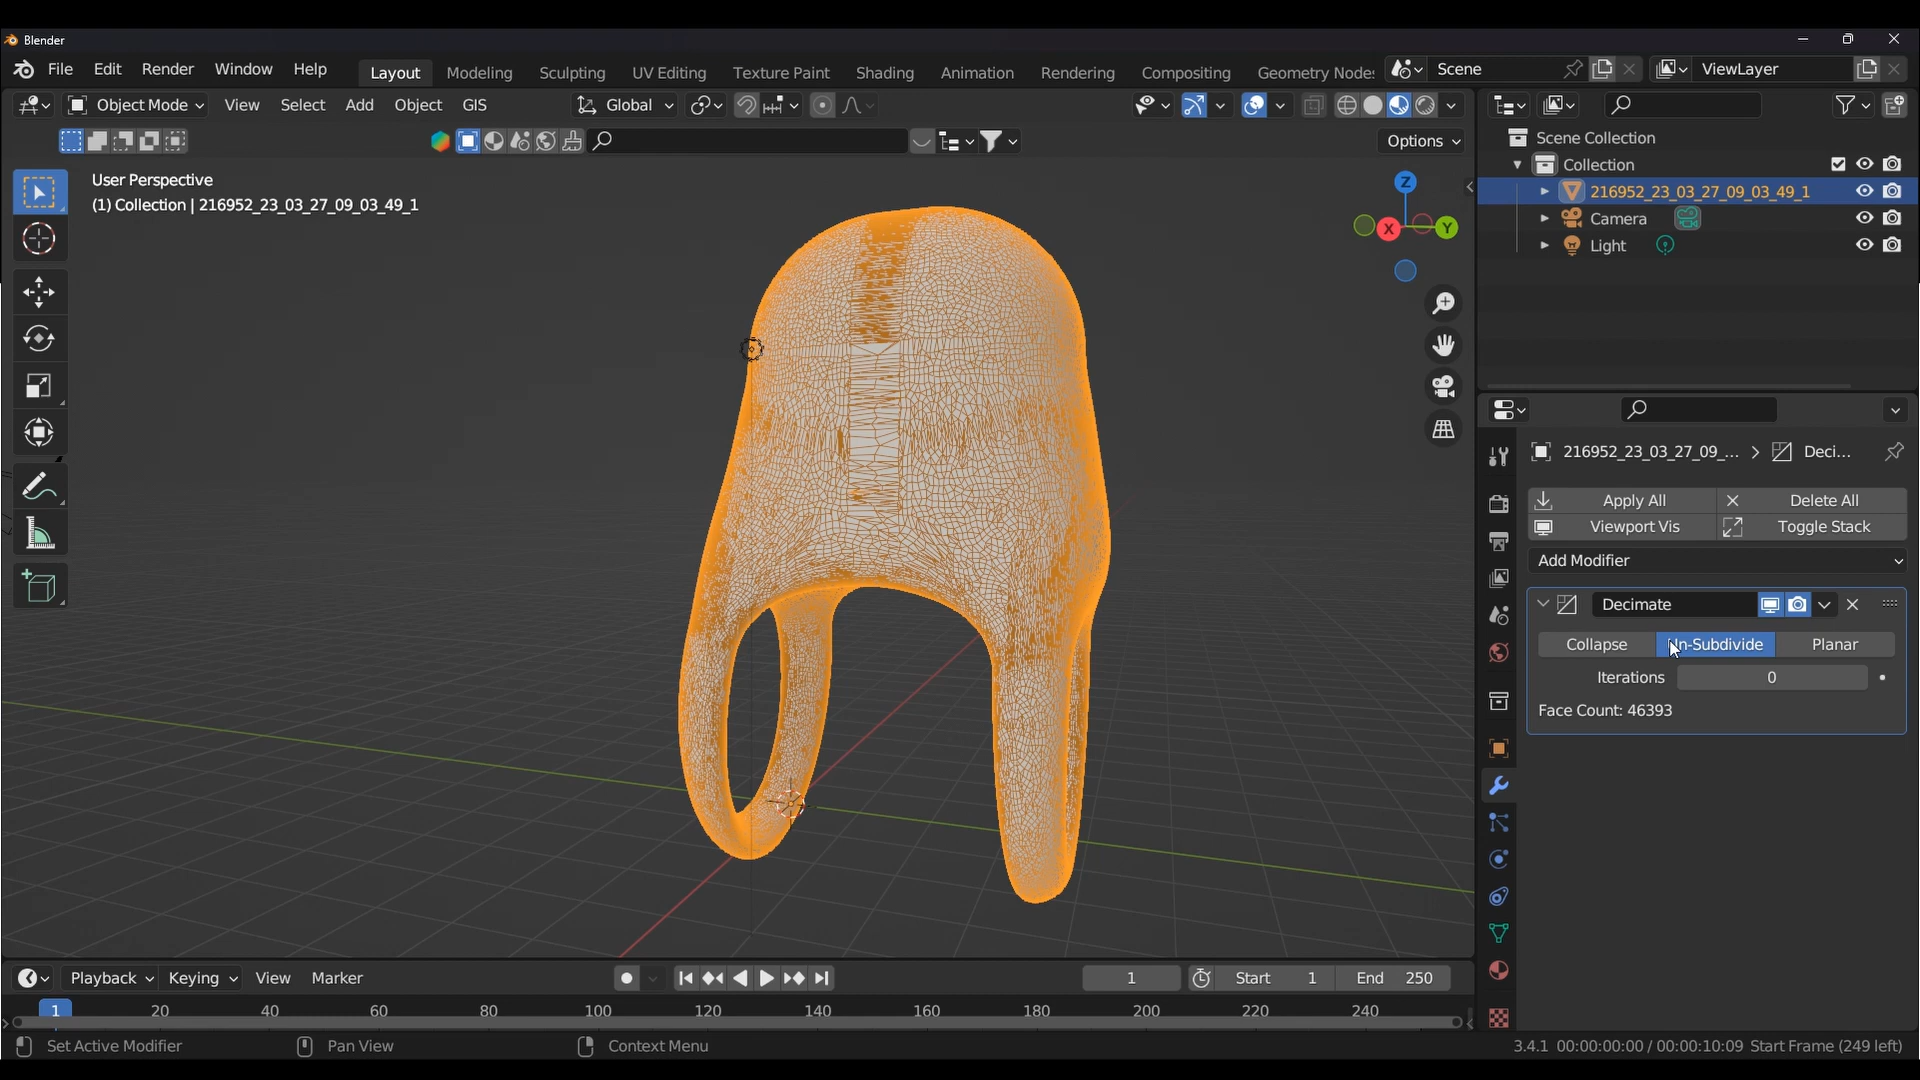 Blender
File Edit Render Window Help Layout Modeling Sculpting UV Editing Texture Paint Shading Animation Rendering Compositing Geometry Nodes Scene ViewLayer
Object Mode View Select Add Object GIS Global
Options
User Perspective
(1) Collection | 216952_23_03_27_09_03_49_1
Z
X
Y
Scene Collection
Collection
216952_23_03_27_09_03_49_1
Camera
Light
216952_23_03_27_09_... > Deci...
Apply All Delete All
Viewport Vis Toggle Stack
Add Modifier
Decimate
Collapse Un-Subdivide Planar
Iterations 0
Face Count: 46393
Playback Keying View Marker 1 Start 1 End 250
1 20 40 60 80 100 120 140 160 180 200 220 240
Set Active Modifier Pan View Context Menu 3.4.1 00:00:00:00 / 00:00:10:09 Start Frame (249 left)